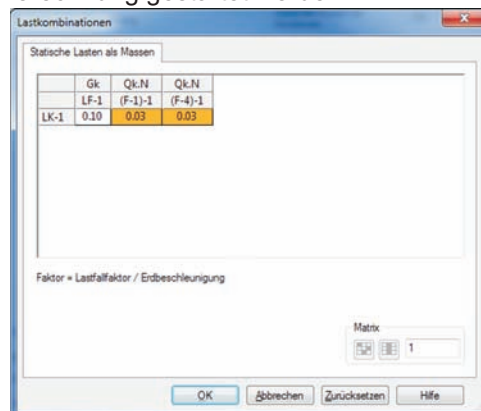 Lastkombinationen
Statische Lasten als Massen
Gk Qk.N Qk.N
LF-1 (F-1)-1 (F-4)-1
LK-1 0.10 0.03 0.03
Faktor = Lastfallfaktor / Erdbeschleunigung
Matrix
1
OK Abbrechen Zurücksetzen Hilfe